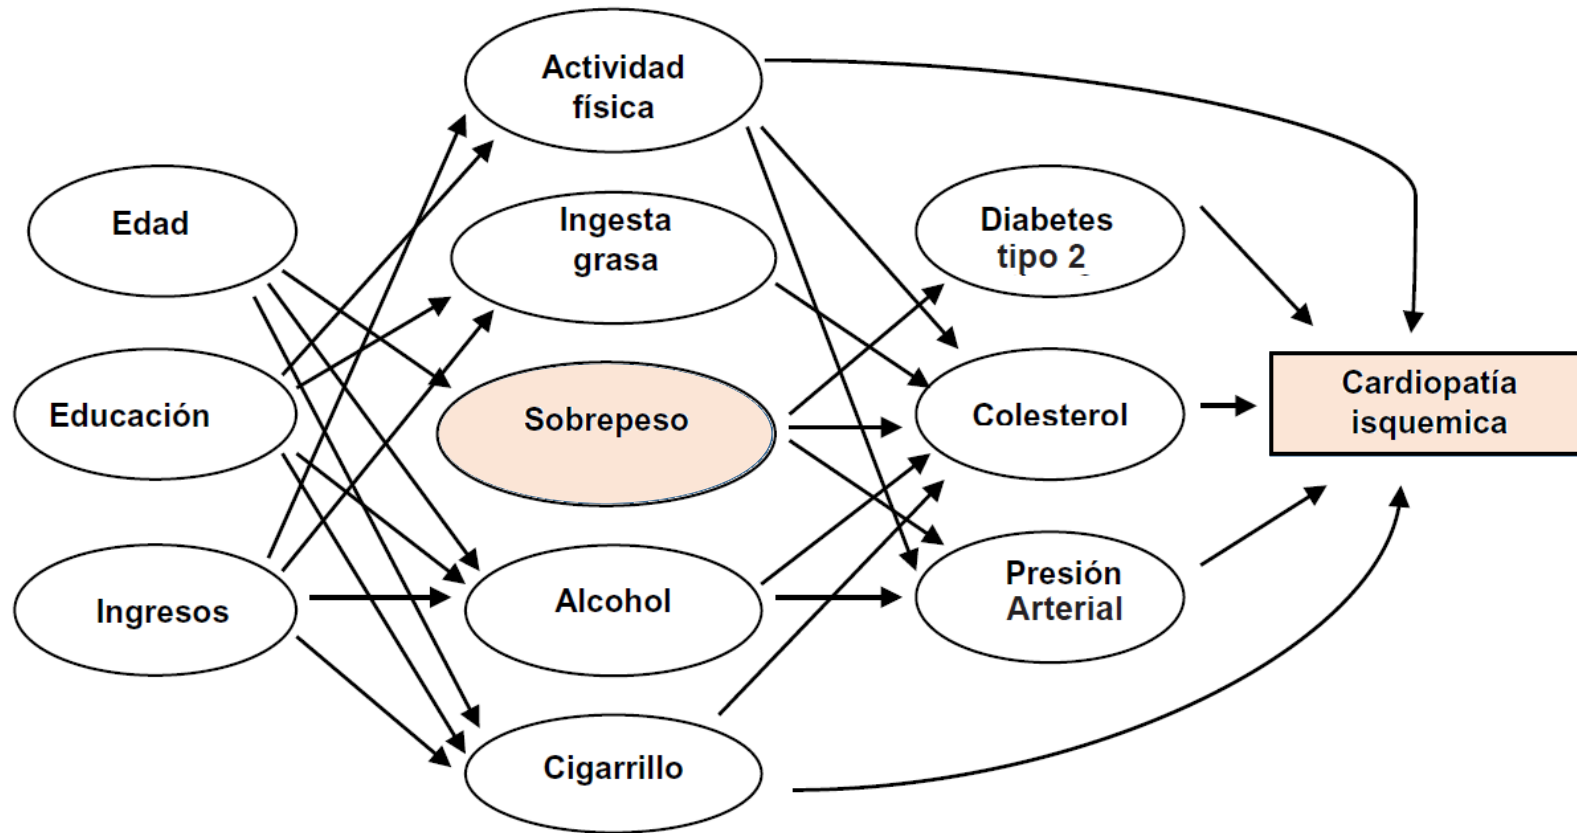 Actividad
física
Edad
Ingesta
grasa
Diabetes
tipo 2
Educación
Sobrepeso
Colesterol
Cardiopatía
isquemica
Ingresos
Alcohol
Presión
Arterial
Cigarrillo